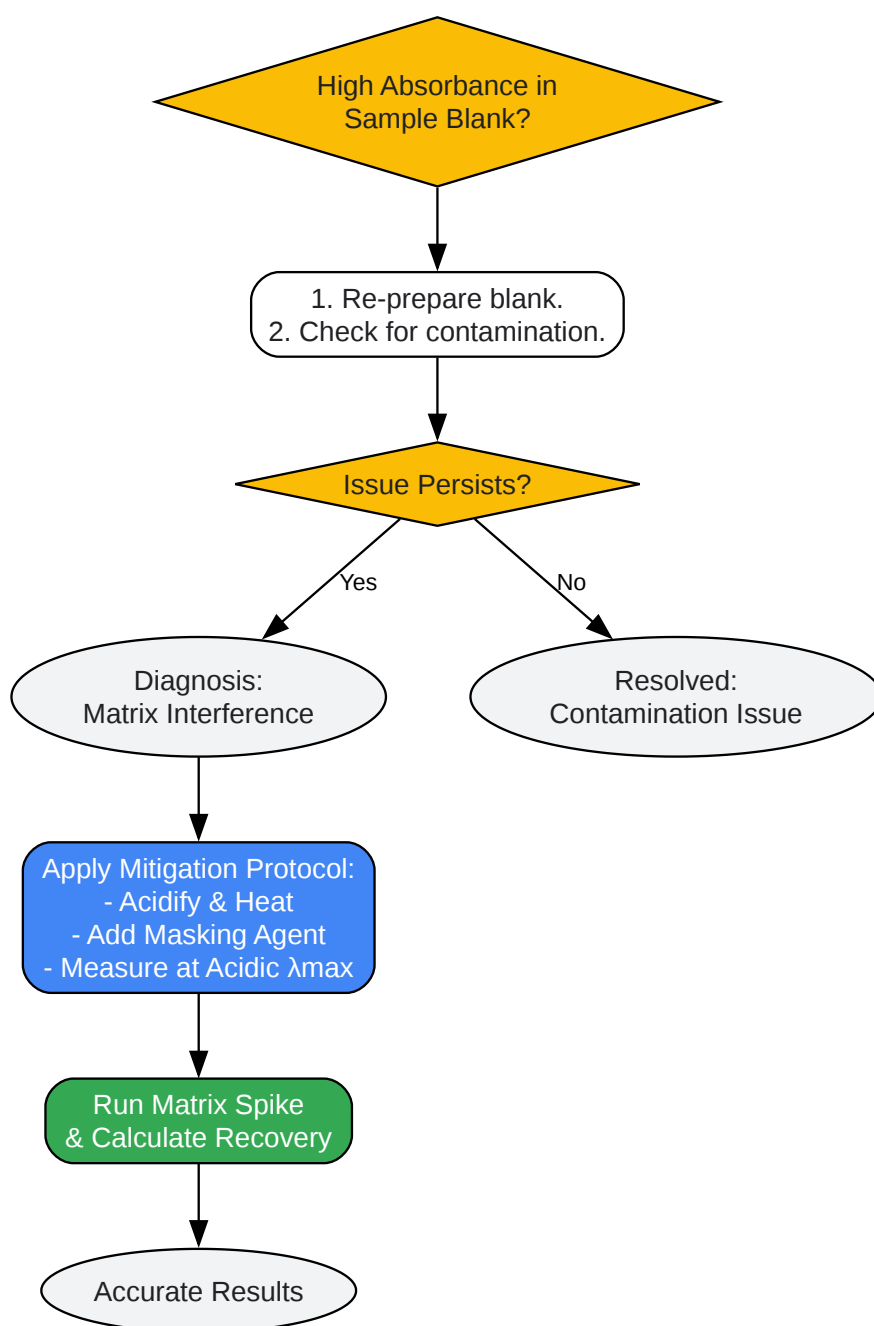 High Absorbance in
Sample Blank?
1. Re-prepare blank.
2. Check for contamination.
Issue Persists?
Yes
No
Diagnosis:
Matrix Interference
Resolved:
Contamination Issue
Apply Mitigation Protocol:
- Acidify & Heat
- Add Masking Agent
- Measure at Acidic λmax
Run Matrix Spike
& Calculate Recovery
Accurate Results